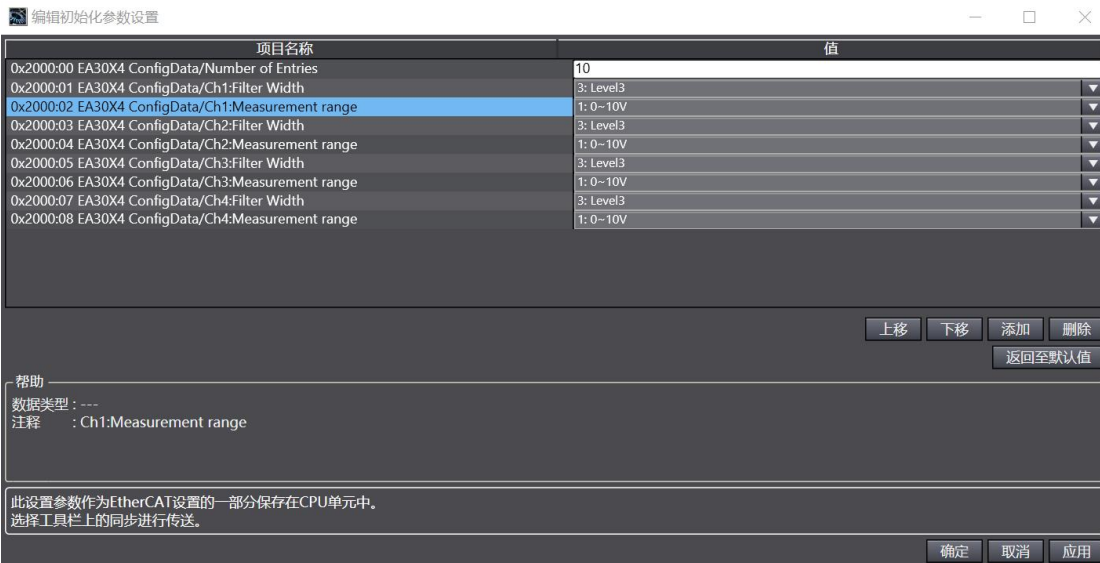 编辑初始化参数设置
项目名称 值
0x2000:00 EA30X4 ConfigData/Number of Entries 10
0x2000:01 EA30X4 ConfigData/Ch1:Filter Width 3: Level3
0x2000:02 EA30X4 ConfigData/Ch1:Measurement range 1: 0~10V
0x2000:03 EA30X4 ConfigData/Ch2:Filter Width 3: Level3
0x2000:04 EA30X4 ConfigData/Ch2:Measurement range 1: 0~10V
0x2000:05 EA30X4 ConfigData/Ch3:Filter Width 3: Level3
0x2000:06 EA30X4 ConfigData/Ch3:Measurement range 1: 0~10V
0x2000:07 EA30X4 ConfigData/Ch4:Filter Width 3: Level3
0x2000:08 EA30X4 ConfigData/Ch4:Measurement range 1: 0~10V
上移 下移 添加 删除
返回至默认值
帮助
数据类型 : ---
注释 : Ch1:Measurement range
此设置参数作为EtherCAT设置的一部分保存在CPU单元中。
选择工具栏上的同步进行传送。
确定 取消 应用